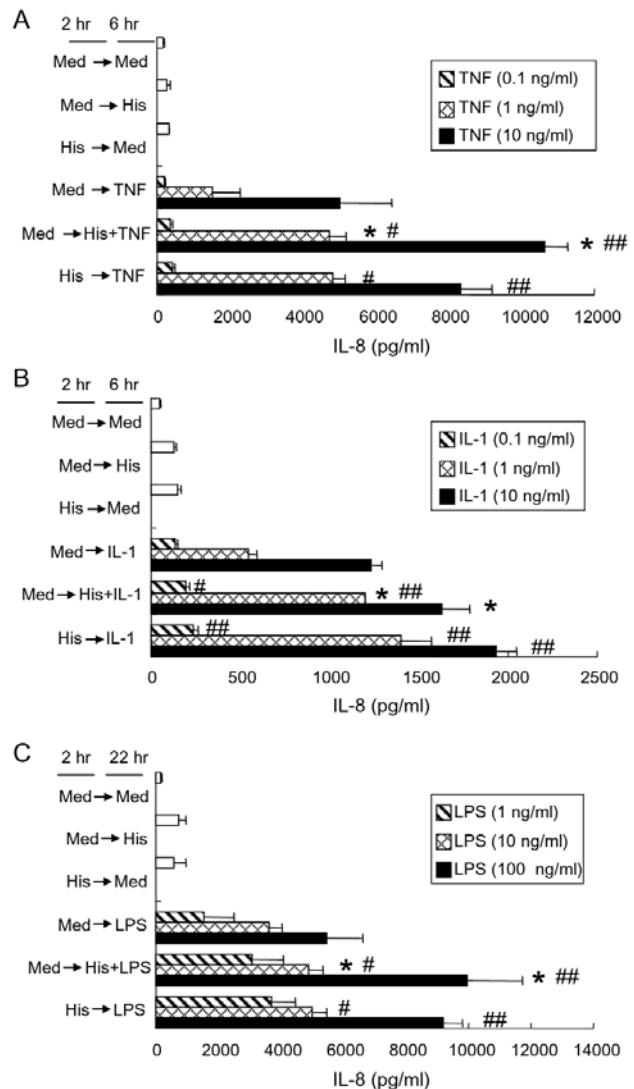 A
2 hr 6 hr
Med → Med
Med → His
His → Med
Med → TNF
Med → His+TNF
His → TNF
TNF (0.1 ng/ml)
TNF (1 ng/ml)
TNF (10 ng/ml)
* #
* ##
#
##
0 2000 4000 6000 8000 10000 12000
IL-8 (pg/ml)
B
2 hr 6 hr
Med → Med
Med → His
His → Med
Med → IL-1
Med → His+IL-1
His → IL-1
IL-1 (0.1 ng/ml)
IL-1 (1 ng/ml)
IL-1 (10 ng/ml)
#
* ##
*
##
##
##
0 500 1000 1500 2000 2500
IL-8 (pg/ml)
C
2 hr 22 hr
Med → Med
Med → His
His → Med
Med → LPS
Med → His+LPS
His → LPS
LPS (1 ng/ml)
LPS (10 ng/ml)
LPS (100 ng/ml)
* #
* ##
#
##
0 2000 4000 6000 8000 10000 12000 14000
IL-8 (pg/ml)